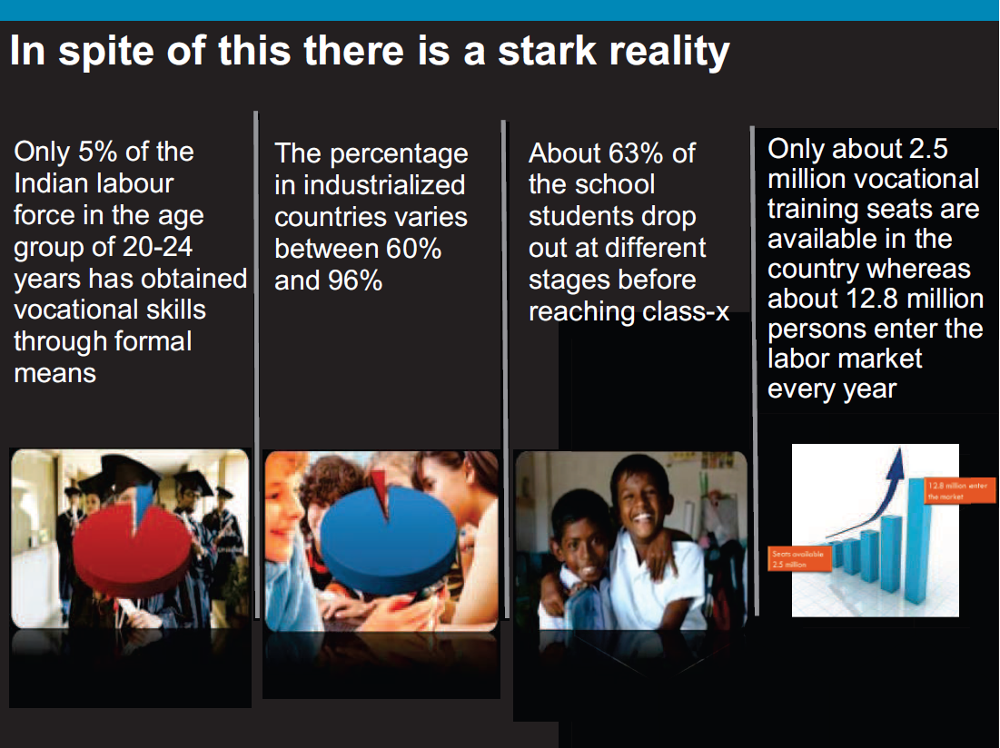 In spite of this there is a stark reality
Only 5% of the
Indian labour
force in the age
group of 20-24
years has obtained
vocational skills
through formal
means
The percentage
in industrialized
countries varies
between 60%
and 96%
About 63% of
the school
students drop
out at different
stages before
reaching class-x
Only about 2.5
million vocational
training seats are
available in the
country whereas
about 12.8 million
persons enter the
labor market
every year
12.8 million enter
the market
Seats available
2.5 million